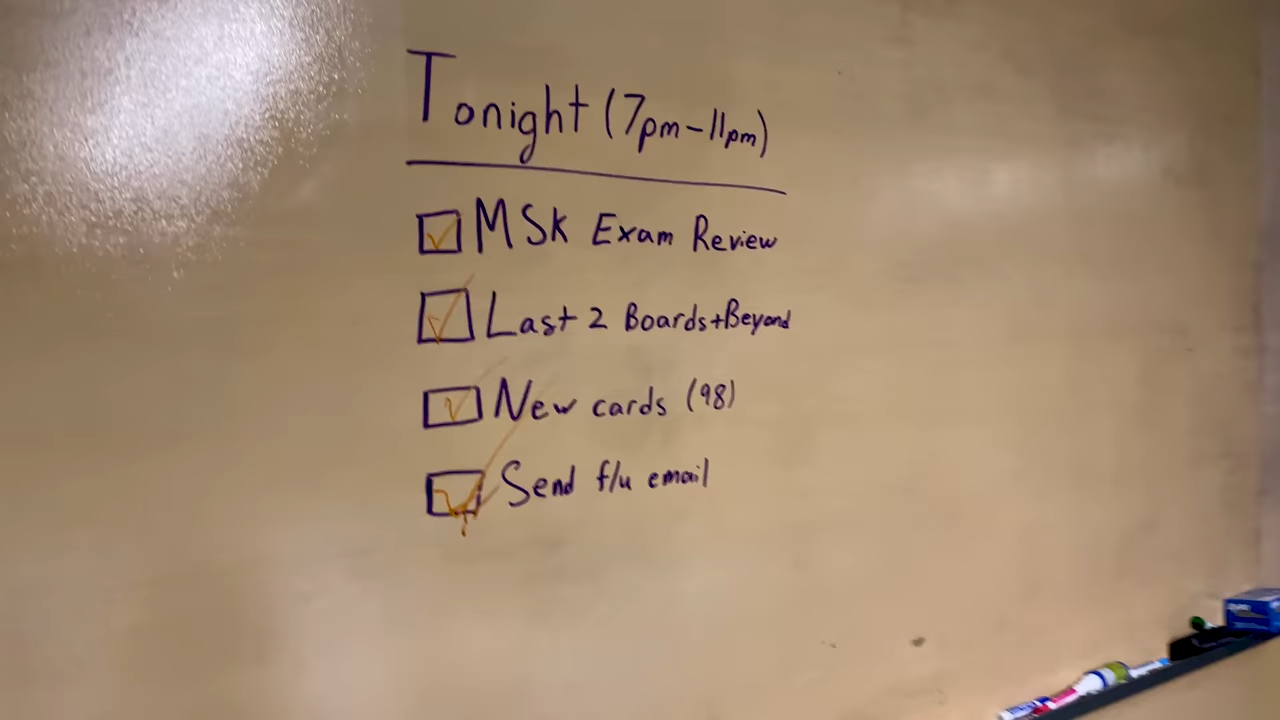 Tonight (7pm-11pm)
MSK Exam Review
Last 2 Boards+Beyond
New cards (98)
Send f/u email